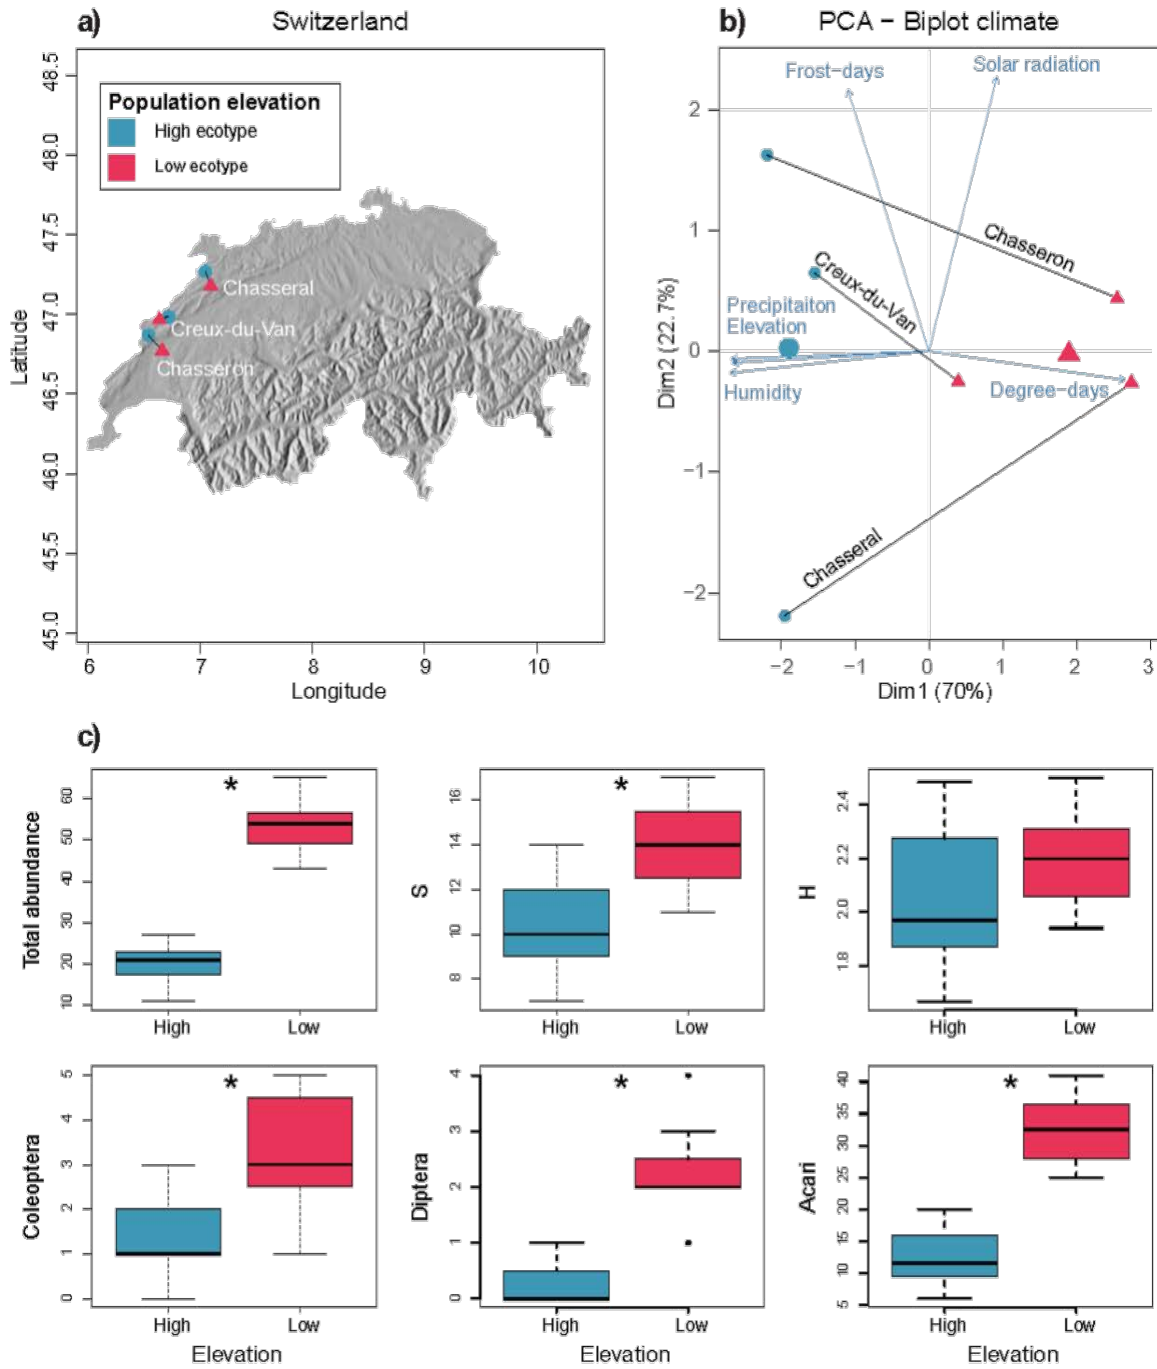 a)
Switzerland
Population elevation
High ecotype
Low ecotype
Chasseral
Creux-du-Van
Chasseron
Latitude
48.5
48.0
47.5
47.0
46.5
46.0
45.5
45.0
6 7 8 9 10
Longitude
b)
PCA − Biplot climate
Frost−days
Solar radiation
Chasseron
Creux-du-Van
Precipitaiton
Elevation
Humidity
Degree−days
Chasseral
Dim2 (22.7%)
2
1
0
−1
−2
−2 −1 0 1 2 3
Dim1 (70%)
c)
*
Total abundance
60
50
40
30
20
10
High Low
*
S
16
14
12
10
8
High Low
H
2.4
2.2
2.0
1.8
High Low
*
Coleoptera
5
4
3
2
1
0
High Low
Elevation
*
Diptera
4
3
2
1
0
High Low
Elevation
*
Acari
40
35
30
25
20
15
10
5
High Low
Elevation